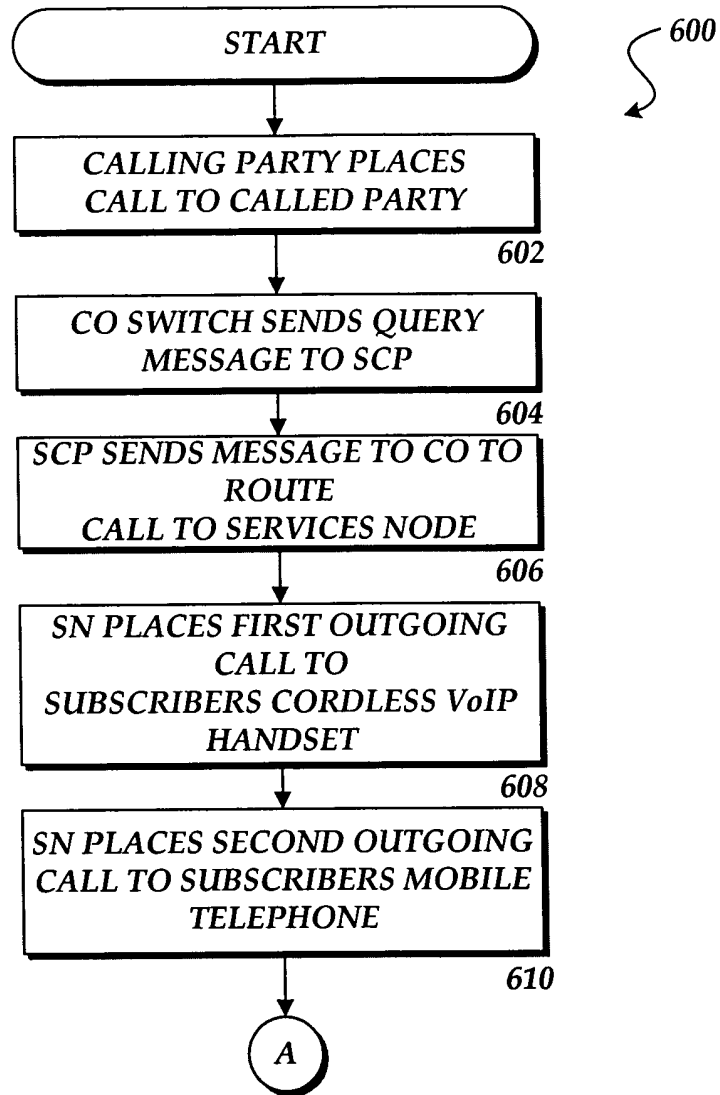 START
600
CALLING PARTY PLACES
CALL TO CALLED PARTY
602
CO SWITCH SENDS QUERY
MESSAGE TO SCP
604
SCP SENDS MESSAGE TO CO TO
ROUTE
CALL TO SERVICES NODE
606
SN PLACES FIRST OUTGOING
CALL TO
SUBSCRIBERS CORDLESS VoIP
HANDSET
608
SN PLACES SECOND OUTGOING
CALL TO SUBSCRIBERS MOBILE
TELEPHONE
610
A